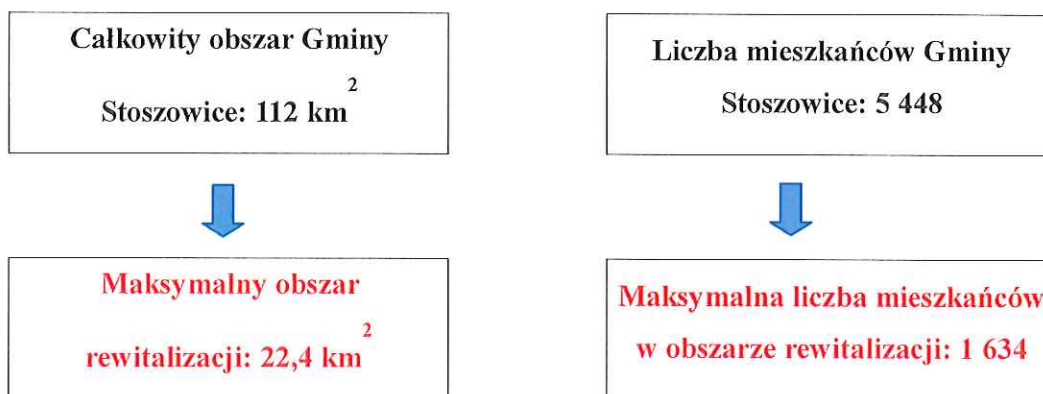 Całkowity obszar Gminy
Stoszowice: 112 km²
Liczba mieszkańców Gminy
Stoszowice: 5 448
Maksymalny obszar
rewitalizacji: 22,4 km²
Maksymalna liczba mieszkańców
w obszarze rewitalizacji: 1 634